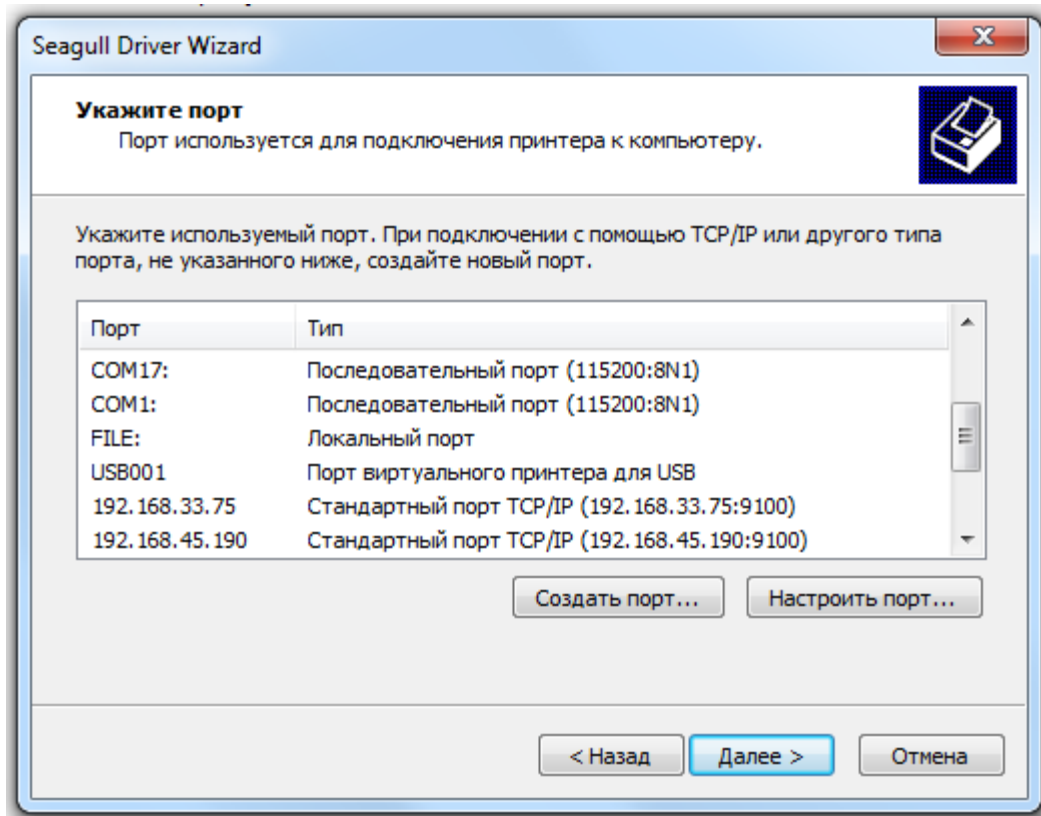 Seagull Driver Wizard
Укажите порт
Порт используется для подключения принтера к компьютеру.
Укажите используемый порт. При подключении с помощью TCP/IP или другого типа
порта, не указанного ниже, создайте новый порт.
Порт Тип
COM17: Последовательный порт (115200:8N1)
COM1: Последовательный порт (115200:8N1)
FILE: Локальный порт
USB001 Порт виртуального принтера для USB
192.168.33.75 Стандартный порт TCP/IP (192.168.33.75:9100)
192.168.45.190 Стандартный порт TCP/IP (192.168.45.190:9100)
Создать порт... Настроить порт...
< Назад Далее > Отмена